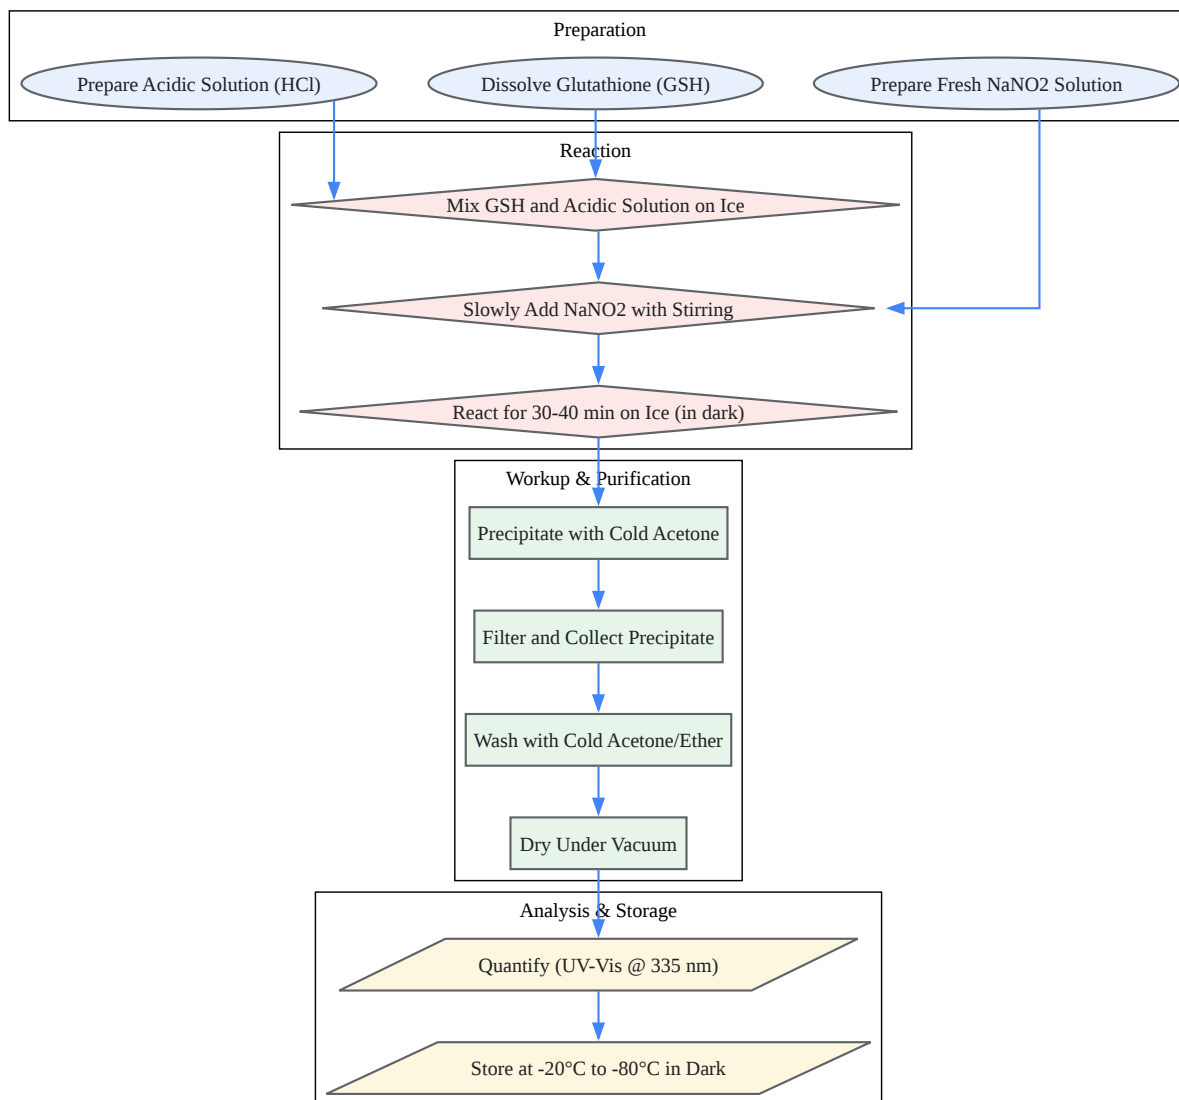 Preparation
Prepare Acidic Solution (HCl)
Dissolve Glutathione (GSH)
Prepare Fresh NaNO2 Solution
Reaction
Mix GSH and Acidic Solution on Ice
Slowly Add NaNO2 with Stirring
React for 30-40 min on Ice (in dark)
Workup & Purification
Precipitate with Cold Acetone
Filter and Collect Precipitate
Wash with Cold Acetone/Ether
Dry Under Vacuum
Analysis & Storage
Quantify (UV-Vis @ 335 nm)
Store at -20°C to -80°C in Dark